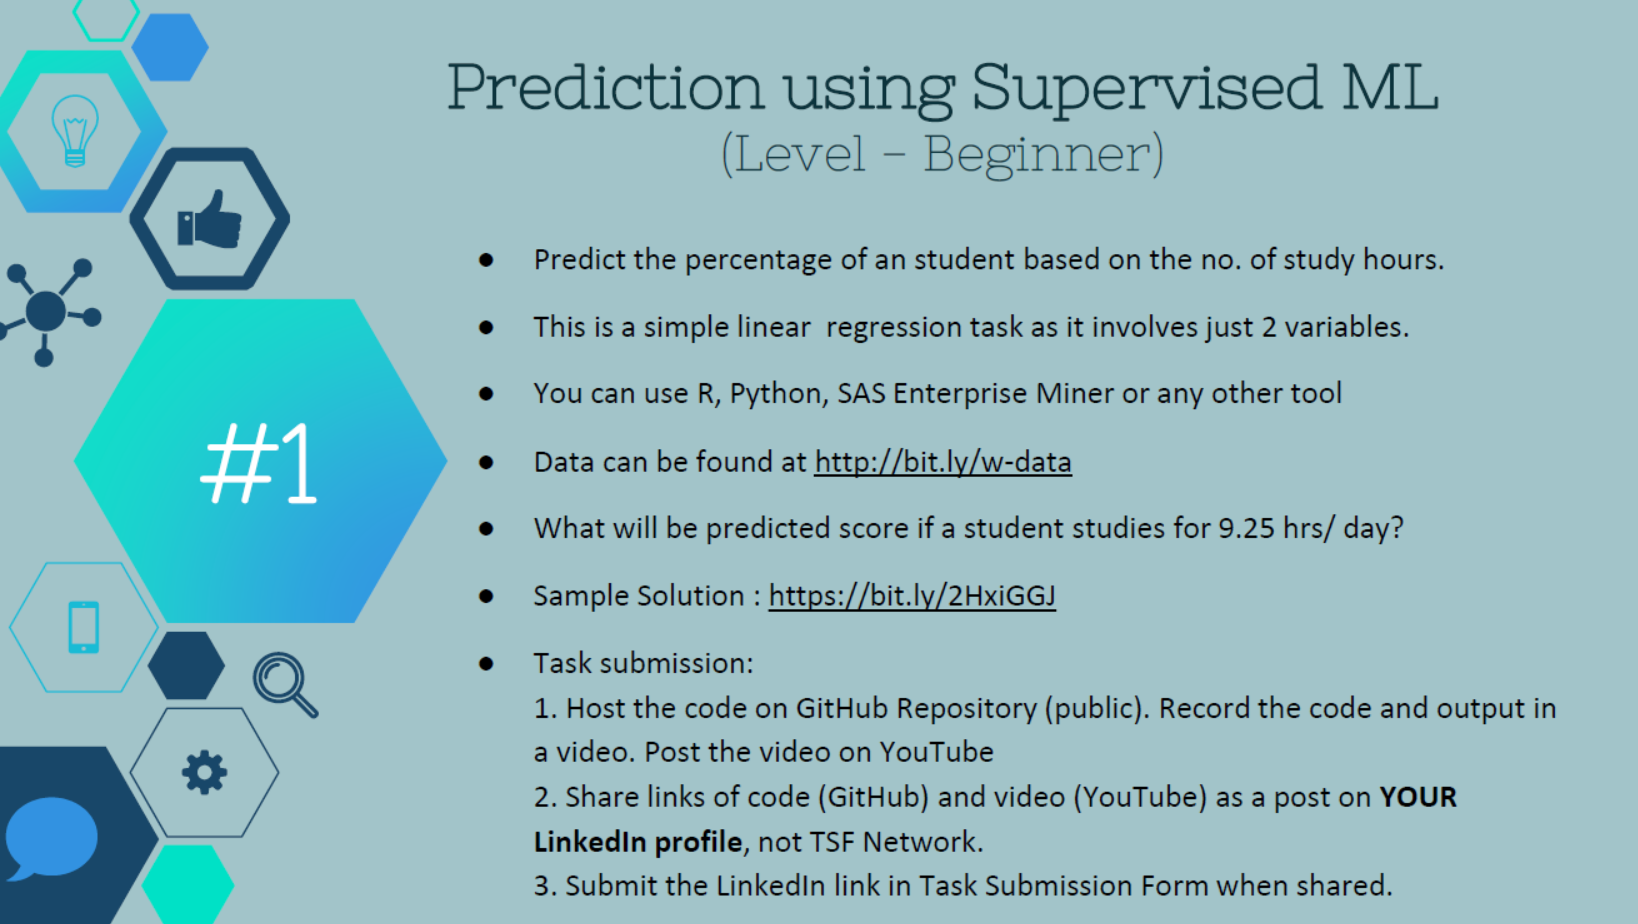 Prediction using Supervised ML
(Level – Beginner)
#1
● Predict the percentage of an student based on the no. of study hours.
● This is a simple linear  regression task as it involves just 2 variables.
● You can use R, Python, SAS Enterprise Miner or any other tool
● Data can be found at http://bit.ly/w-data
● What will be predicted score if a student studies for 9.25 hrs/ day?
● Sample Solution : https://bit.ly/2HxiGGJ
● Task submission:
1. Host the code on GitHub Repository (public). Record the code and output in
a video. Post the video on YouTube
2. Share links of code (GitHub) and video (YouTube) as a post on YOUR
LinkedIn profile, not TSF Network.
3. Submit the LinkedIn link in Task Submission Form when shared.